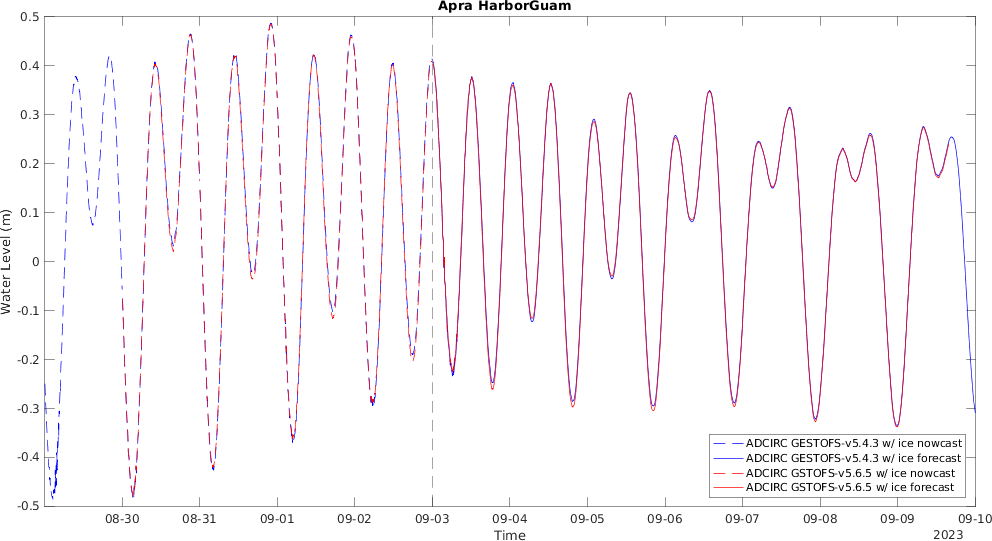 Apra HarborGuam
0.5
0.4
0.3
0.2
0.1
0
-0.1
-0.2
-0.3
-0.4
-0.5
Water Level (m)
ADCIRC GESTOFS-v5.4.3 w/ ice nowcast
ADCIRC GESTOFS-v5.4.3 w/ ice forecast
ADCIRC GSTOFS-v5.6.5 w/ ice nowcast
ADCIRC GSTOFS-v5.6.5 w/ ice forecast
08-30 08-31 09-01 09-02 09-03 09-04 09-05 09-06 09-07 09-08 09-09 09-10
Time
2023